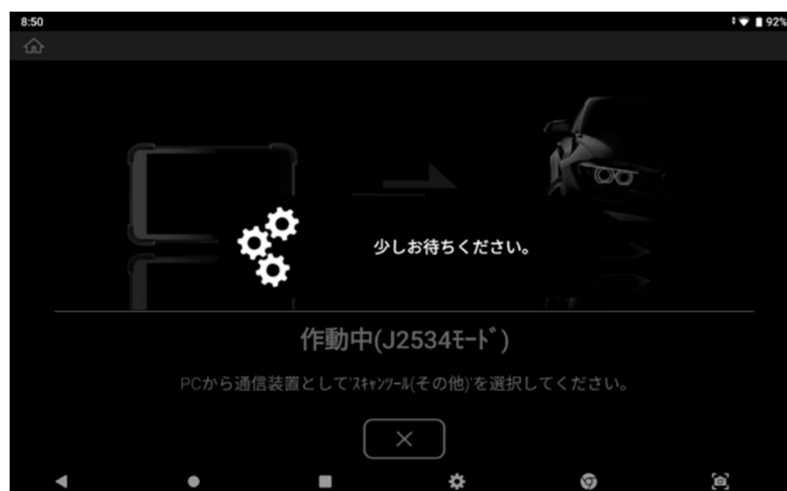 8:50
92%
少しお待ちください。
作動中(J2534ﾓｰﾄﾞ)
PCから通信装置として'ｽｷｬﾝﾂｰﾙ(その他)'を選択してください。